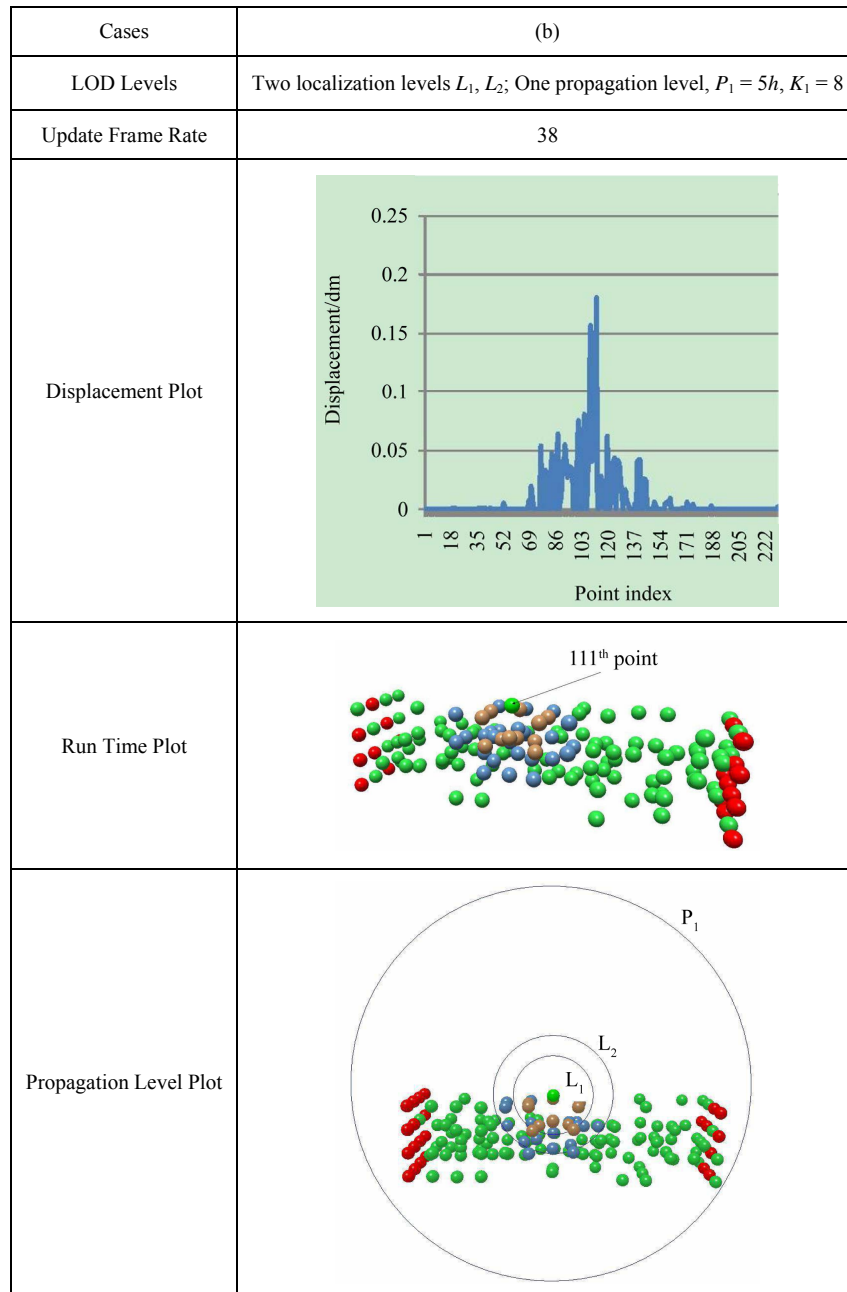 Cases
(b)
LOD Levels
Two localization levels L1, L2; One propagation level, P1 = 5h, K1 = 8
Update Frame Rate
38
Displacement Plot
0.25
0.2
0.15
0.1
0.05
0
Displacement/dm
1 18 35 52 69 86 103 120 137 154 171 188 205 222
Point index
Run Time Plot
111th point
Propagation Level Plot
P1
L2
L1